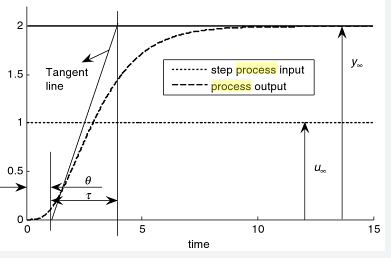 2
1.5
1
0.5
0
Tangent
line
step process input
process output
y∞
u∞
θ
τ
0
5
10
15
time